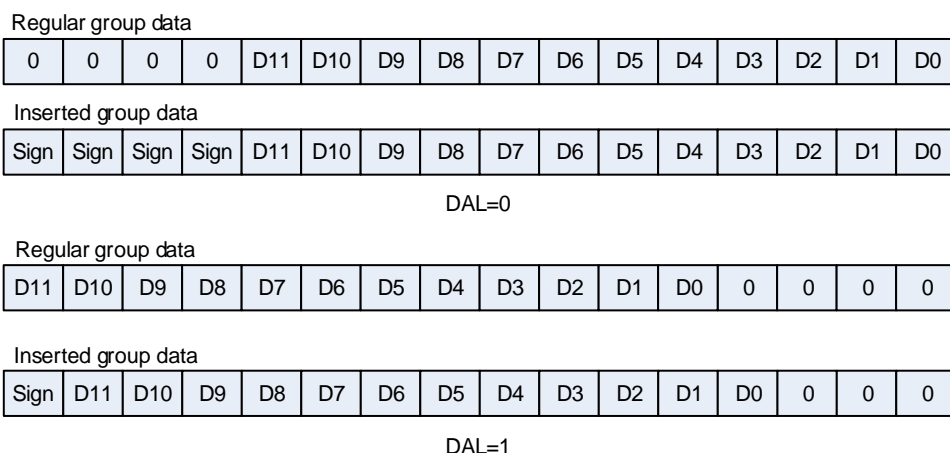 Regular group data
0 0 0 0 D11 D10 D9 D8 D7 D6 D5 D4 D3 D2 D1 D0
Inserted group data
Sign Sign Sign Sign D11 D10 D9 D8 D7 D6 D5 D4 D3 D2 D1 D0
DAL=0
Regular group data
D11 D10 D9 D8 D7 D6 D5 D4 D3 D2 D1 D0 0 0 0 0
Inserted group data
Sign D11 D10 D9 D8 D7 D6 D5 D4 D3 D2 D1 D0 0 0 0
DAL=1